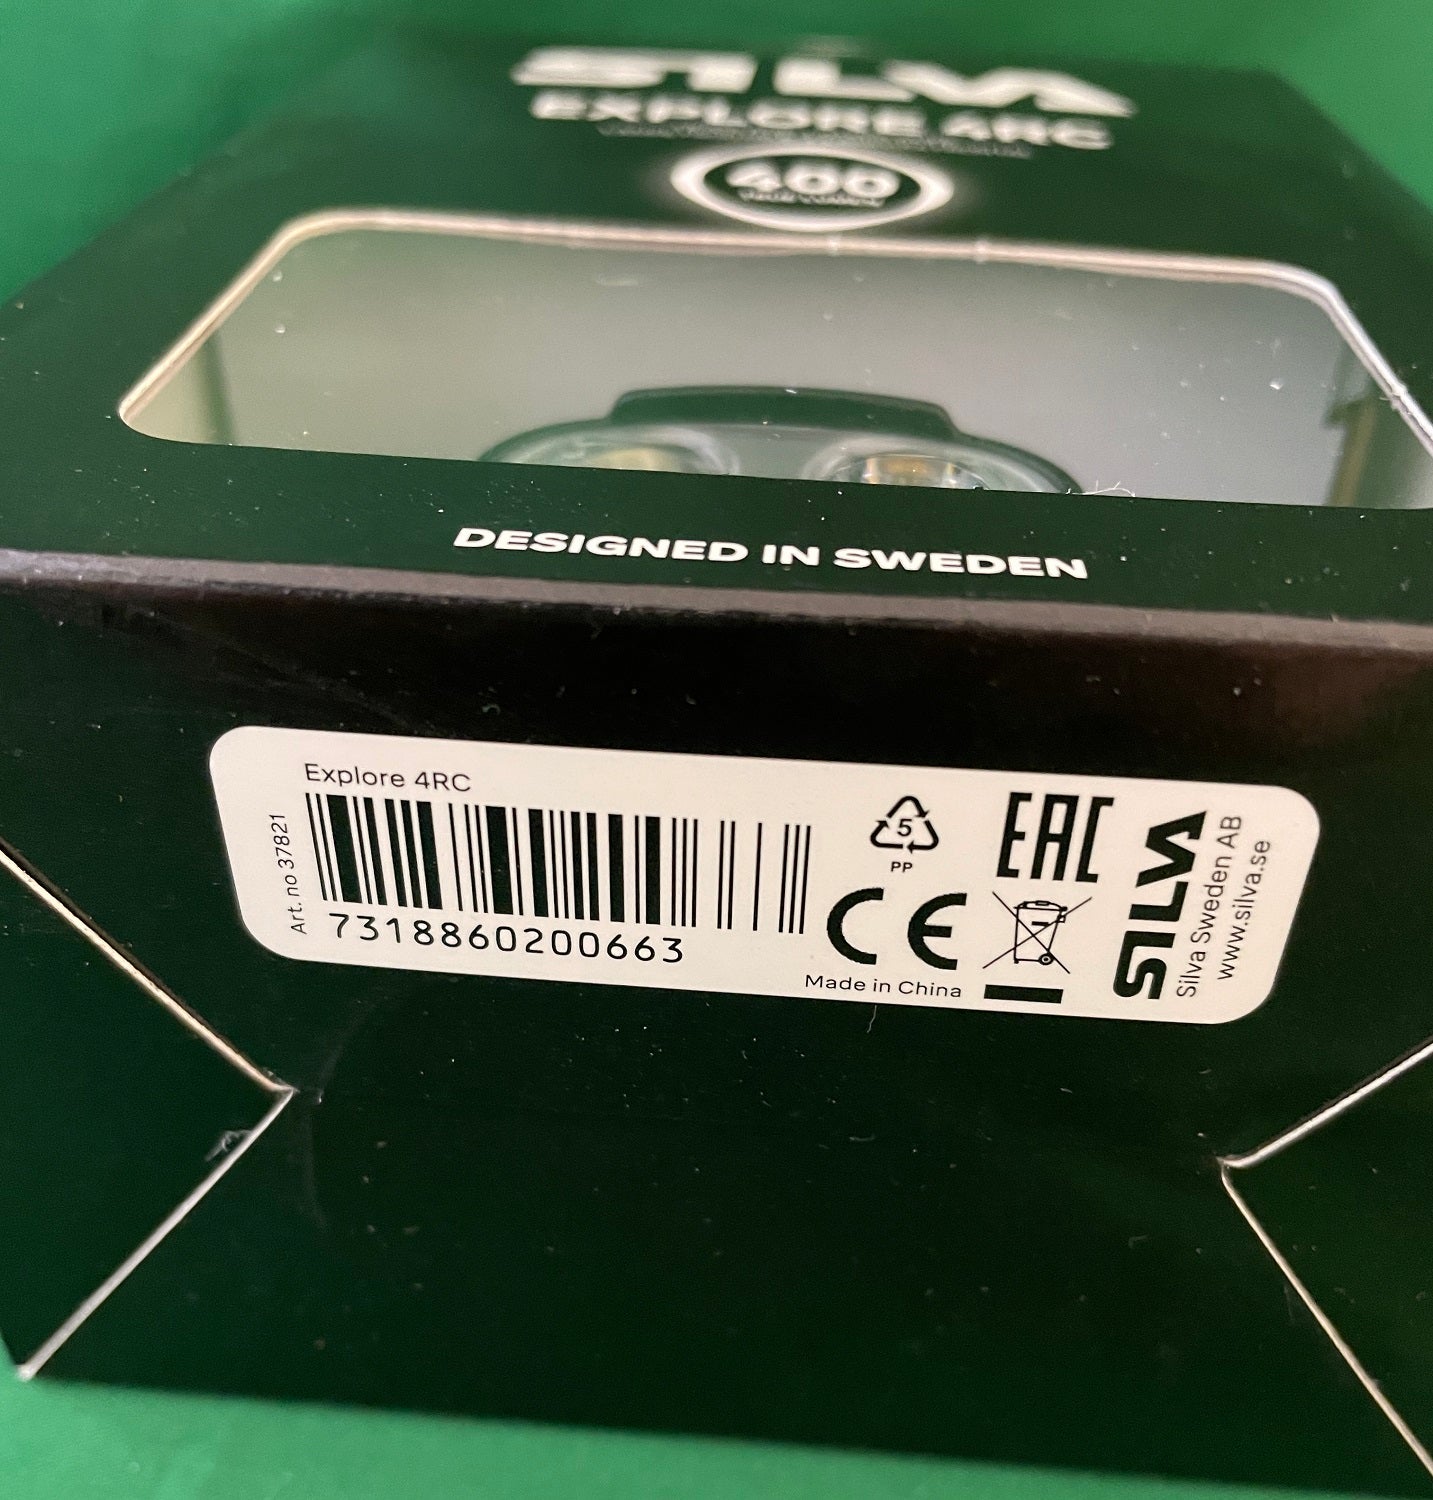 SILVA
EXPLORE 4RC
400
DESIGNED IN SWEDEN
Explore 4RC
Art. no 37821
7318860200663
5
PP
CE
Made in China
EAC
SILVA
Silva Sweden AB
www.silva.se